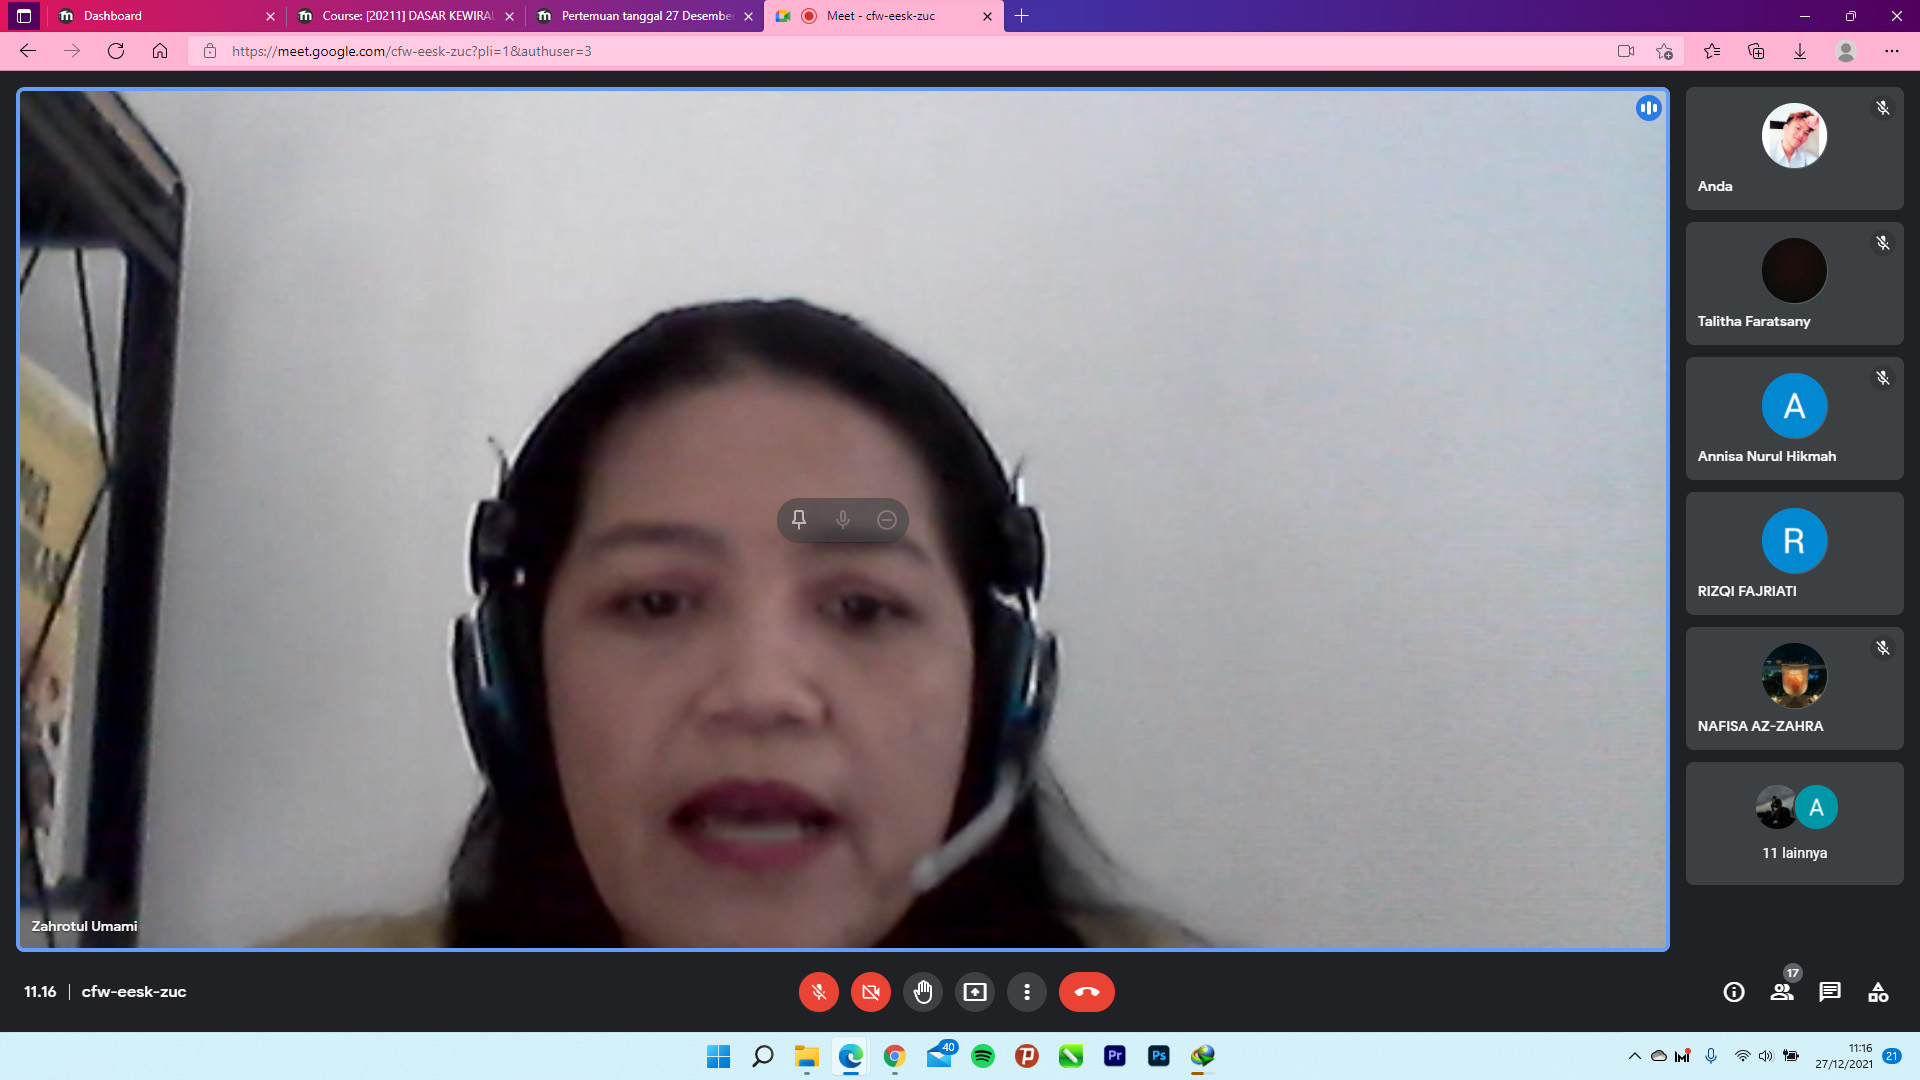 Dashboard
Course: [20211] DASAR KEWIRAU
Pertemuan tanggal 27 Desember
Meet - cfw-eesk-zuc
https://meet.google.com/cfw-eesk-zuc?pli=1&authuser=3
Anda
Talitha Faratsany
A
Annisa Nurul Hikmah
R
RIZQI FAJRIATI
NAFISA AZ-ZAHRA
A
11 lainnya
Zahrotul Umami
11.16 | cfw-eesk-zuc
17
40
Pr
Ps
11:16
27/12/2021
21